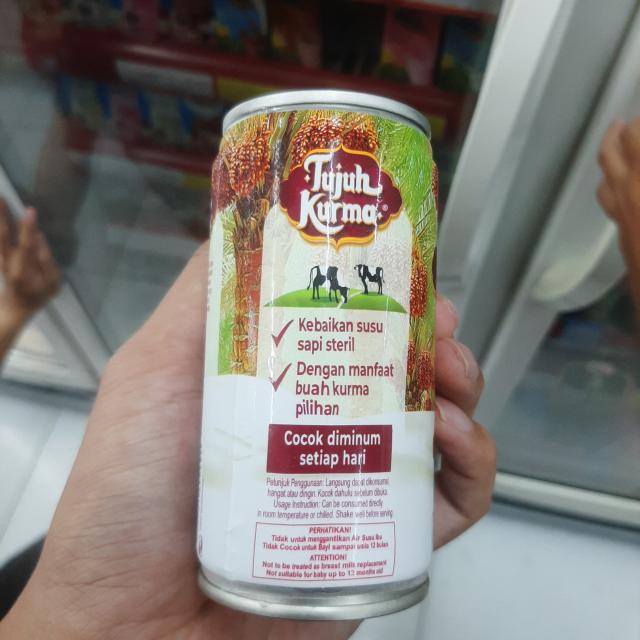 Tujuh
Kurma®
Kebaikan susu
sapi steril
Dengan manfaat
buah kurma
pilihan
Cocok diminum
setiap hari
Petunjuk Penggunaan: Langsung dapat dikonsumsi,
hangat atau dingin. Kocok dahulu sebelum dibuka.
Usage Instruction: Can be consumed directly
in room temperature or chilled. Shake well before serving
PERHATIKAN!
Tidak untuk menggantikan Air Susu Ibu
Tidak Cocok untuk Bayi sampai usia 12 bulan
ATTENTION!
Not to be treated as breast milk replacement
Not suitable for baby up to 12 months old